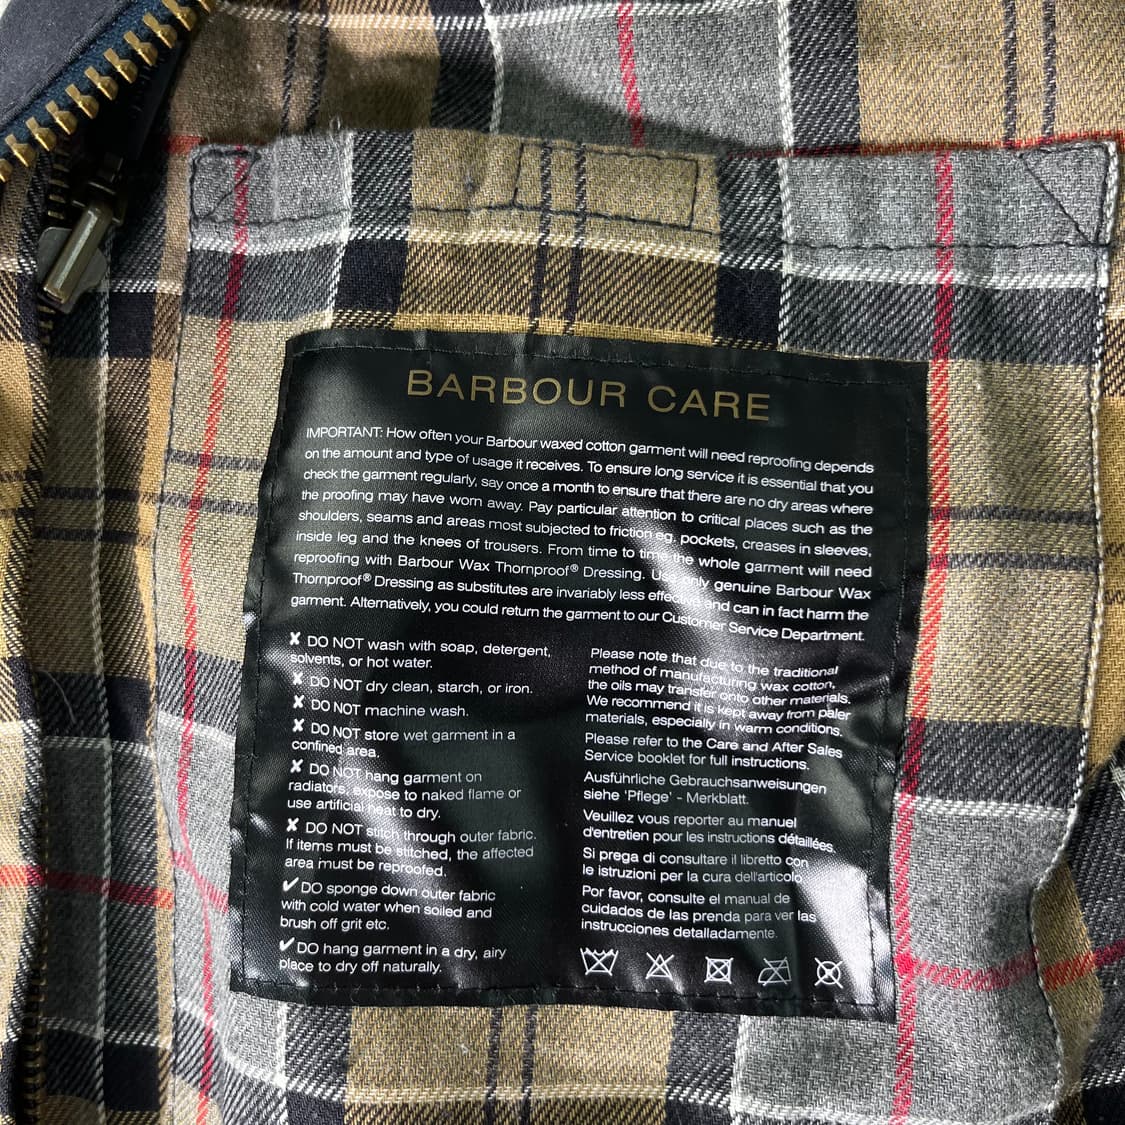 BARBOUR CARE
IMPORTANT: How often your Barbour waxed cotton garment will need reproofing depends
on the amount and type of usage it receives. To ensure long service it is essential that you
check the garment regularly, say once a month to ensure that there are no dry areas where
the proofing may have worn away. Pay particular attention to critical places such as the
shoulders, seams and areas most subjected to friction eg. pockets, creases in sleeves,
inside leg and the knees of trousers. From time to time the whole garment will need
reproofing with Barbour Wax Thornproof® Dressing. Use only genuine Barbour Wax
Thornproof® Dressing as substitutes are invariably less effective and can in fact harm the
garment. Alternatively, you could return the garment to our Customer Service Department.
✘ DO NOT wash with soap, detergent,
solvents, or hot water.
✘ DO NOT dry clean, starch, or iron.
✘ DO NOT machine wash.
✘ DO NOT store wet garment in a
confined area.
✘ DO NOT hang garment on
radiators, expose to naked flame or
use artificial heat to dry.
✘ DO NOT stitch through outer fabric.
If items must be stitched, the affected
area must be reproofed.
✔ DO sponge down outer fabric
with cold water when soiled and
brush off grit etc.
✔ DO hang garment in a dry, airy
place to dry off naturally.
Please note that due to the traditional
method of manufacturing wax cotton,
the oils may transfer onto other materials.
We recommend it is kept away from paler
materials, especially in warm conditions.
Please refer to the Care and After Sales
Service booklet for full instructions.
Ausführliche Gebrauchsanweisungen
siehe 'Pflege' - Merkblatt.
Veuillez vous reporter au manuel
d'entretien pour les instructions détaillées.
Si prega di consultare il libretto con
le istruzioni per la cura dell'articolo
Por favor, consulte el manual de
cuidados de las prenda para ver las
instrucciones detalladamente.